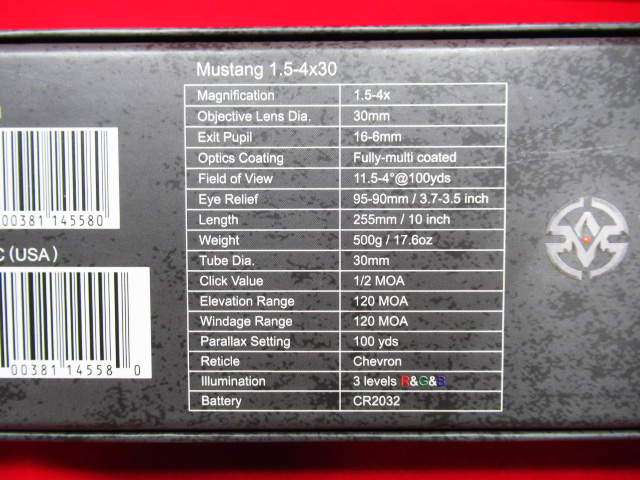 Mustang 1.5-4x30
Magnification 1.5-4x
Objective Lens Dia. 30mm
Exit Pupil 16-6mm
Optics Coating Fully-multi coated
Field of View 11.5-4°@100yds
Eye Relief 95-90mm / 3.7-3.5 inch
Length 255mm / 10 inch
Weight 500g / 17.6oz
Tube Dia. 30mm
Click Value 1/2 MOA
Elevation Range 120 MOA
Windage Range 120 MOA
Parallax Setting 100 yds
Reticle Chevron
Illumination 3 levels R&G&B
Battery CR2032
00381 145580
C (USA)
00381 14558 0